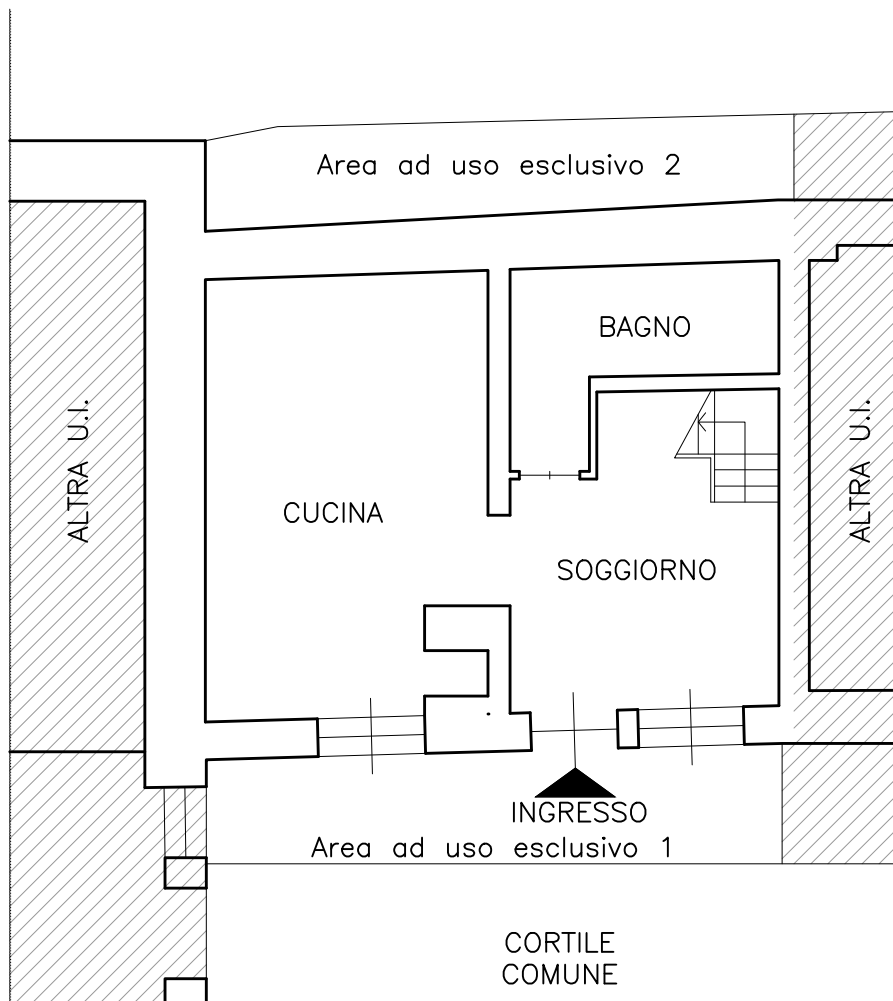 Area ad uso esclusivo 2
BAGNO
ALTRA U.I.
ALTRA U.I.
CUCINA
SOGGIORNO
INGRESSO
Area ad uso esclusivo 1
CORTILE
COMUNE